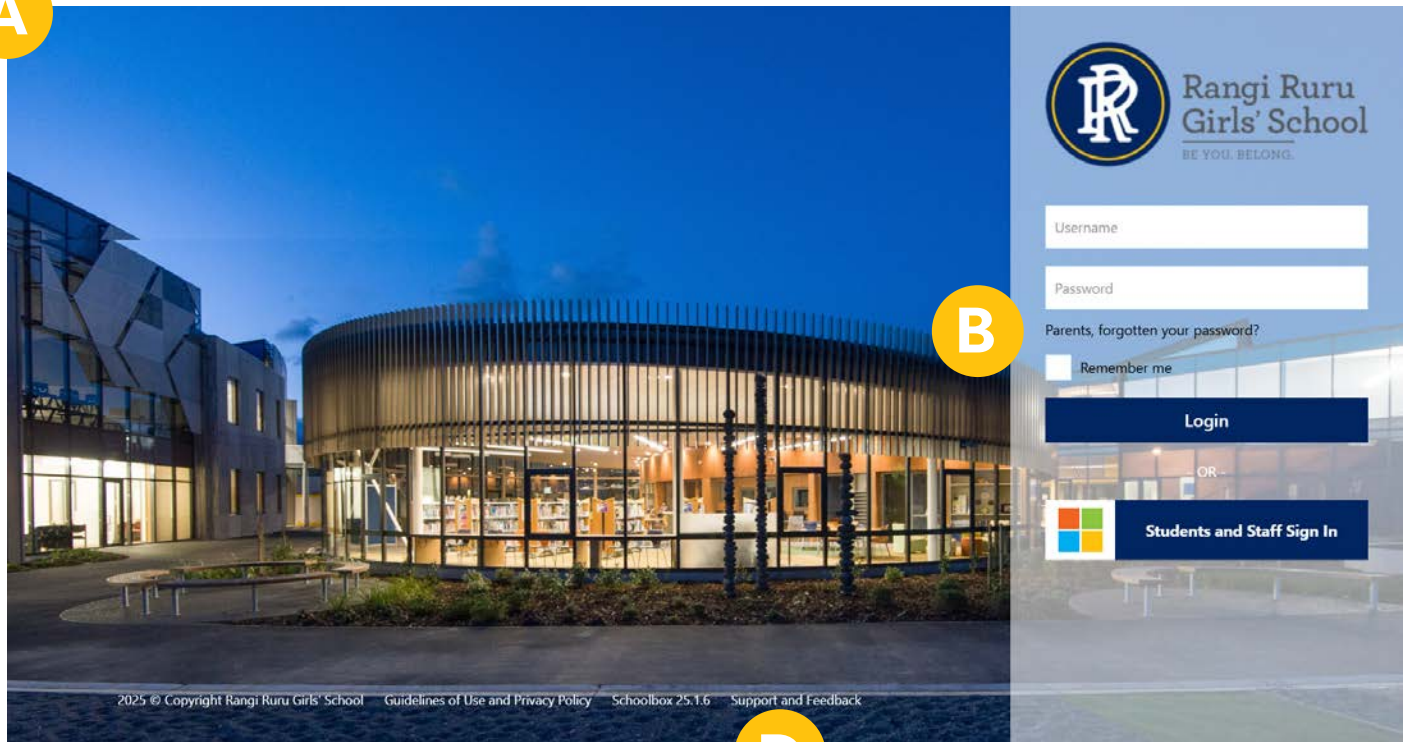 A
RR
Rangi Ruru
Girls' School
BE YOU. BELONG.
Username
Password
B
Parents, forgotten your password?
Remember me
Login
- OR -
Students and Staff Sign In
2025 © Copyright Rangi Ruru Girls' School Guidelines of Use and Privacy Policy Schoolbox 25.1.6 Support and Feedback
D